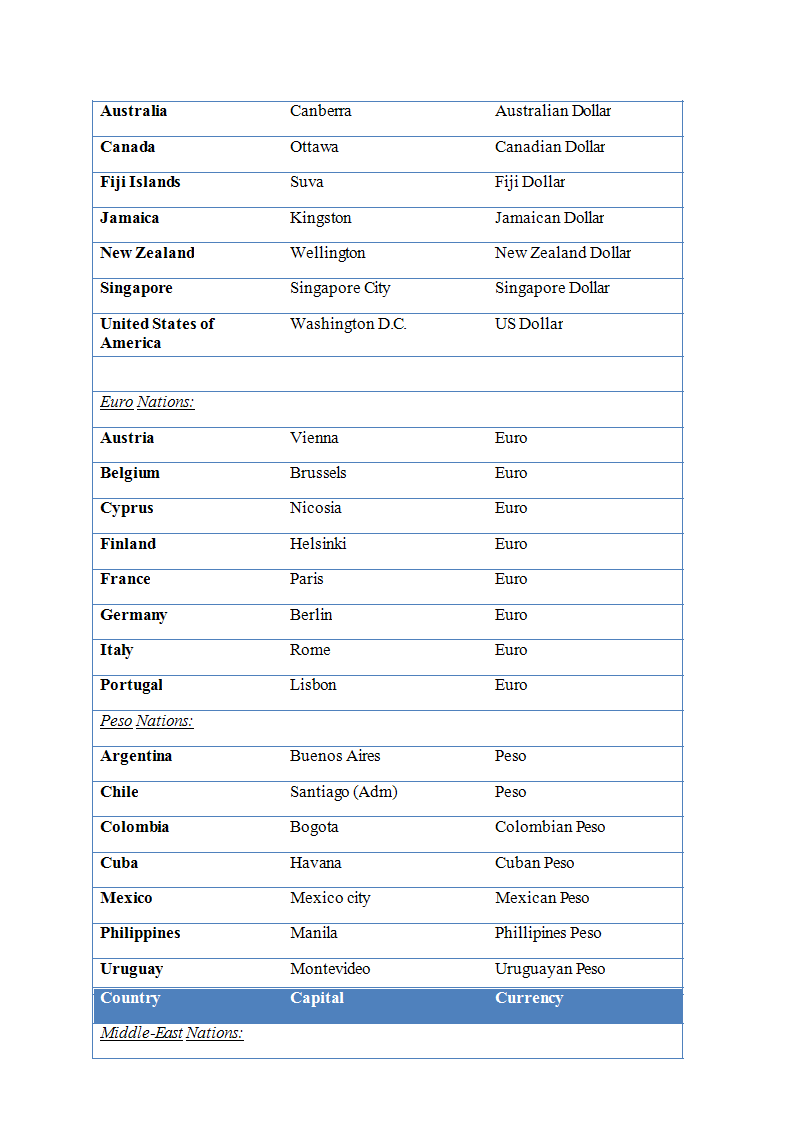 Australia Canberra Australian Dollar
Canada Ottawa Canadian Dollar
Fiji Islands Suva Fiji Dollar
Jamaica Kingston Jamaican Dollar
New Zealand Wellington New Zealand Dollar
Singapore Singapore City Singapore Dollar
United States of Washington D.C. US Dollar
America
Euro Nations:
Austria Vienna Euro
Belgium Brussels Euro
Cyprus Nicosia Euro
Finland Helsinki Euro
France Paris Euro
Germany Berlin Euro
Italy Rome Euro
Portugal Lisbon Euro
Peso Nations:
Argentina Buenos Aires Peso
Chile Santiago (Adm) Peso
Colombia Bogota Colombian Peso
Cuba Havana Cuban Peso
Mexico Mexico city Mexican Peso
Philippines Manila Phillipines Peso
Uruguay Montevideo Uruguayan Peso
Country Capital Currency
Middle-East Nations: